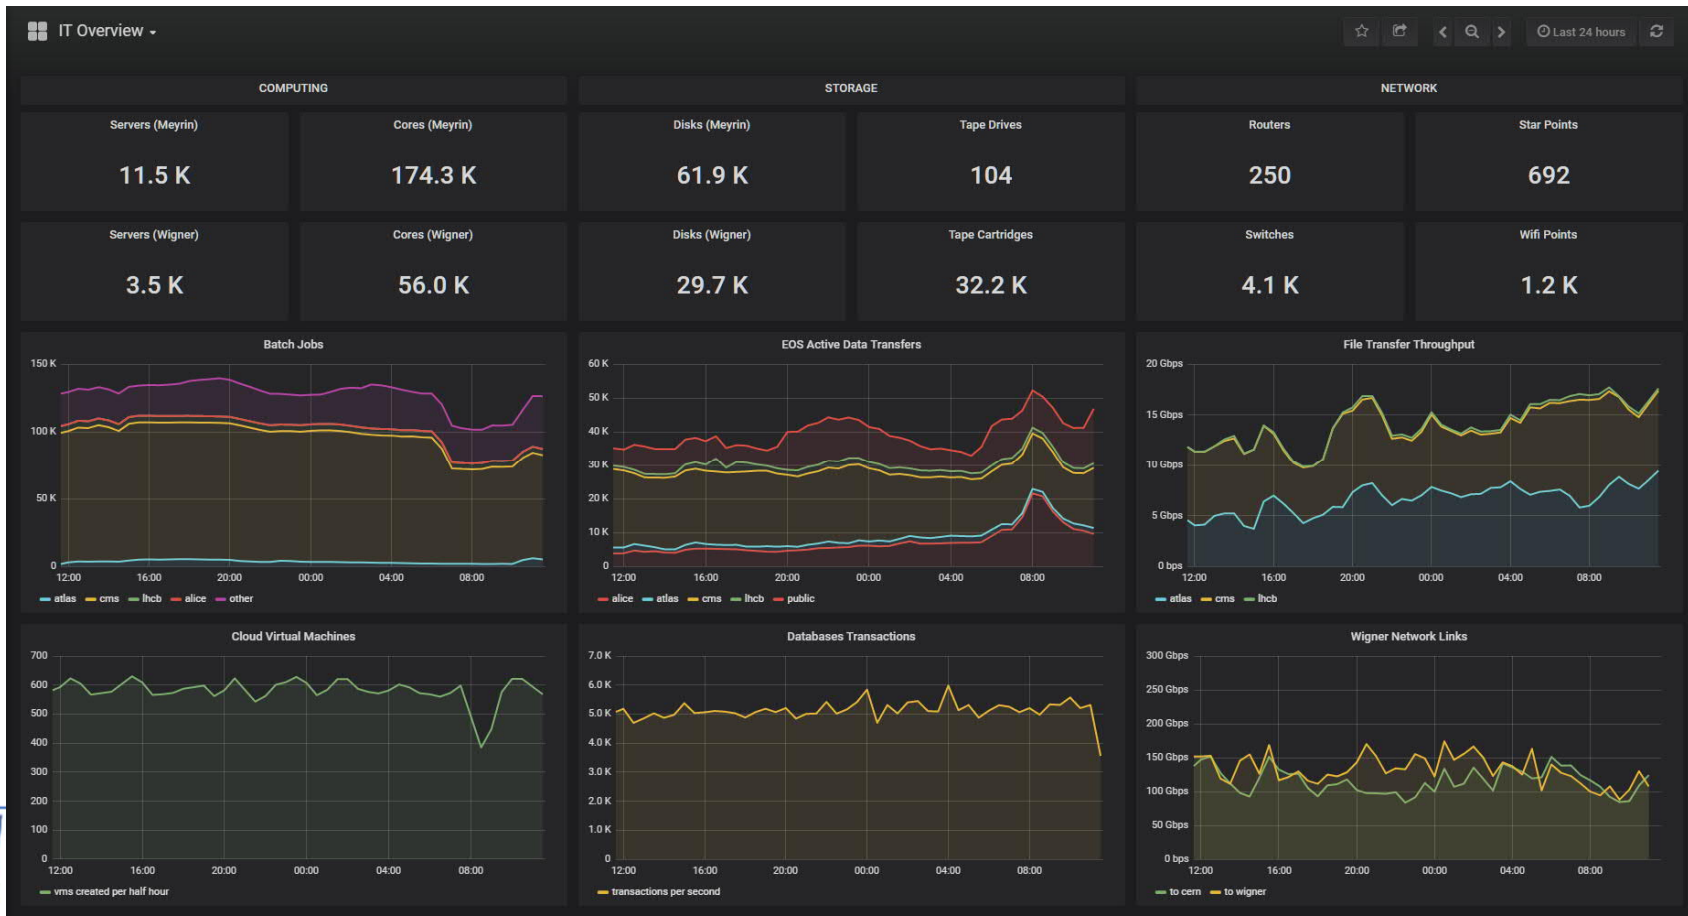 IT Overview
Last 24 hours
COMPUTING
STORAGE
NETWORK
Servers (Meyrin)
11.5 K
Cores (Meyrin)
174.3 K
Disks (Meyrin)
61.9 K
Tape Drives
104
Routers
250
Star Points
692
Servers (Wigner)
3.5 K
Cores (Wigner)
56.0 K
Disks (Wigner)
29.7 K
Tape Cartridges
32.2 K
Switches
4.1 K
Wifi Points
1.2 K
Batch Jobs
150 K
100 K
50 K
0
12:00 16:00 20:00 00:00 04:00 08:00
atlas cms lhcb alice other
EOS Active Data Transfers
60 K
50 K
40 K
30 K
20 K
10 K
0
12:00 16:00 20:00 00:00 04:00 08:00
alice atlas cms lhcb public
File Transfer Throughput
20 Gbps
15 Gbps
10 Gbps
5 Gbps
0 bps
12:00 16:00 20:00 00:00 04:00 08:00
atlas cms lhcb
Cloud Virtual Machines
700
600
500
400
300
200
100
0
12:00 16:00 20:00 00:00 04:00 08:00
vms created per half hour
Databases Transactions
7.0 K
6.0 K
5.0 K
4.0 K
3.0 K
2.0 K
1.0 K
0
12:00 16:00 20:00 00:00 04:00 08:00
transactions per second
Wigner Network Links
300 Gbps
250 Gbps
200 Gbps
150 Gbps
100 Gbps
50 Gbps
0 bps
12:00 16:00 20:00 00:00 04:00 08:00
to cern to wigner